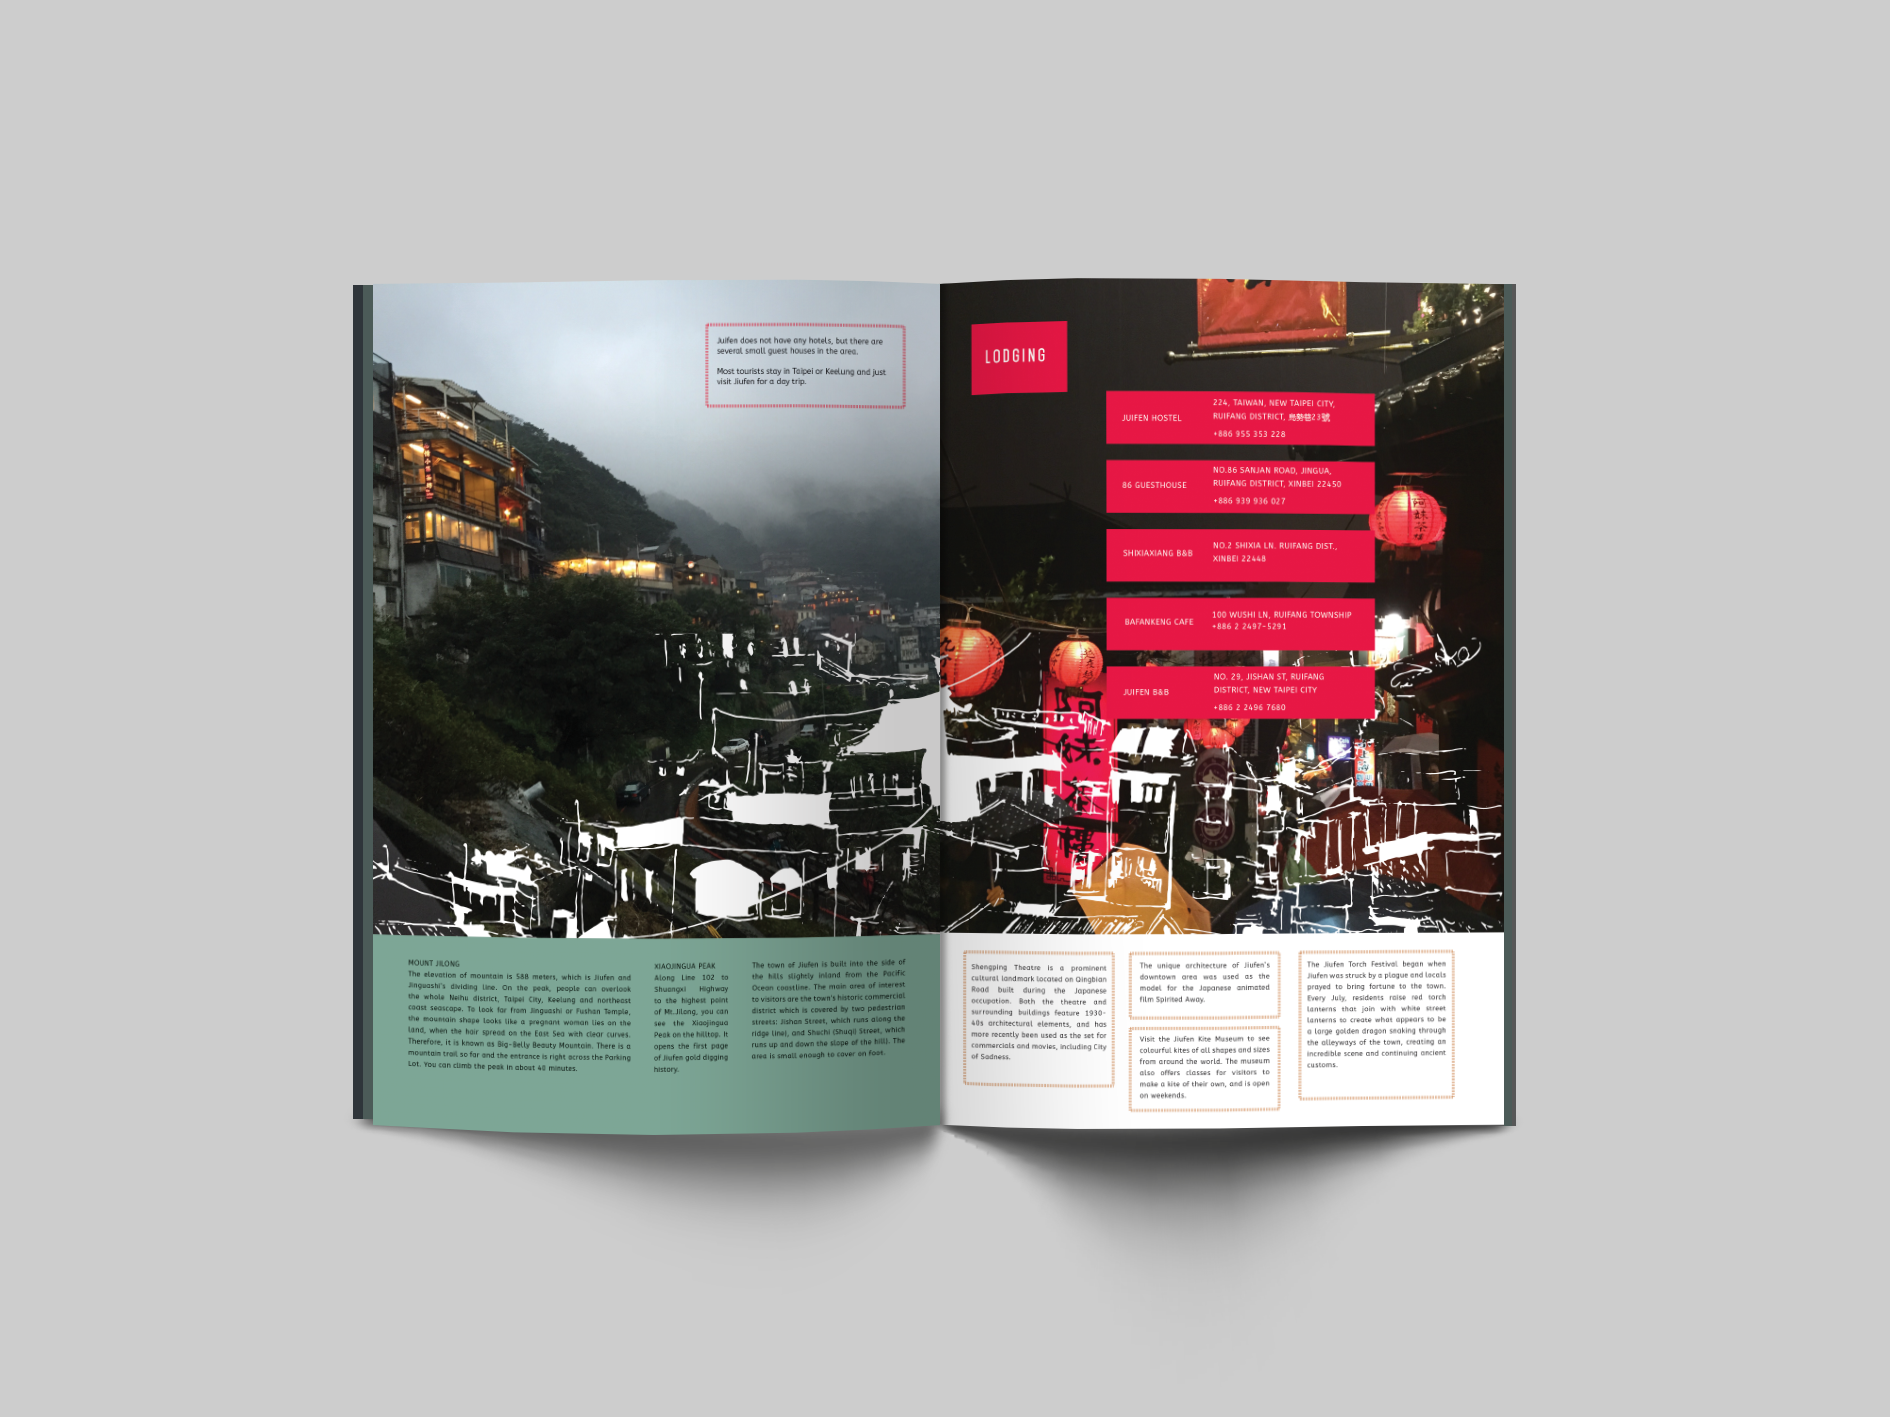 Juifen does not have any hotels, but there are
several small guest houses in the area.
Most tourists stay in Taipei or Keelung and just
visit Jiufen for a day trip.
MOUNT JILONG
The elevation of mountain is 588 meters, which is Jiufen and
Jinguashi's dividing line. On the peak, people can overlook
the whole Neihu district, Taipei City, Keelung and northeast
coast seascape. To look far from Jinguashi or Fushan Temple,
the mountain shape looks like a pregnant woman lies on the
land, when the hair spread on the East Sea with clear curves.
Therefore, it is known as Big-Belly Beauty Mountain. There is a
mountain trail so far and the entrance is right across the Parking
Lot. You can climb the peak in about 40 minutes.
XIAOJINGUA PEAK
Along Line 102 to
Shuangxi Highway
to the highest point
of Mr.Jilong, you can
see the Xiaojingua
Peak on the hilltop. It
opens the first page
of Jiufen gold digging
history.
The town of Jiufen is built into the side of
the hills slightly inland from the Pacific
Ocean coastline. The main area of interest
to visitors are the town's historic commercial
district which is covered by two pedestrian
streets: Jishan Street, which runs along the
ridge line), and Shuchi (Shuqi) Street, which
runs up and down the slope of the hill). The
area is small enough to cover on foot.
LODGING
JUIFEN HOSTEL
224, TAIWAN, NEW TAIPEI CITY,
RUIFANG DISTRICT, 烏勢巷23號
+886 955 353 228
86 GUESTHOUSE
NO.86 SANJAN ROAD, JINGUA,
RUIFANG DISTRICT, XINBEI 22450
+886 939 936 027
SHIXIAXIANG B&B
NO.2 SHIXIA LN. RUIFANG DIST.,
XINBEI 22448
BAFANKENG CAFE
100 WUSHI LN, RUIFANG TOWNSHIP
+886 2 2497-5291
JUIFEN B&B
NO. 29, JISHAN ST, RUIFANG
DISTRICT, NEW TAIPEI CITY
+886 2 2496 7680
阿妹茶
阿
妹
茶
樓
Shengping Theatre is a prominent
cultural landmark located on Qingbian
Road built during the Japanese
occupation. Both the theatre and
surrounding buildings feature 1930-
40s architectural elements, and has
more recently been used as the set for
commercials and movies, including City
of Sadness.
The unique architecture of Jiufen's
downtown area was used as the
model for the Japanese animated
film Spirited Away.
Visit the Jiufen Kite Museum to see
colourful kites of all shapes and sizes
from around the world. The museum
also offers classes for visitors to
make a kite of their own, and is open
on weekends.
The Jiufen Torch Festival began when
Jiufen was struck by a plague and locals
prayed to bring fortune to the town.
Every July, residents raise red torch
lanterns that join with white street
lanterns to create what appears to be
a large golden dragon snaking through
the alleyways of the town, creating an
incredible scene and continuing ancient
customs.